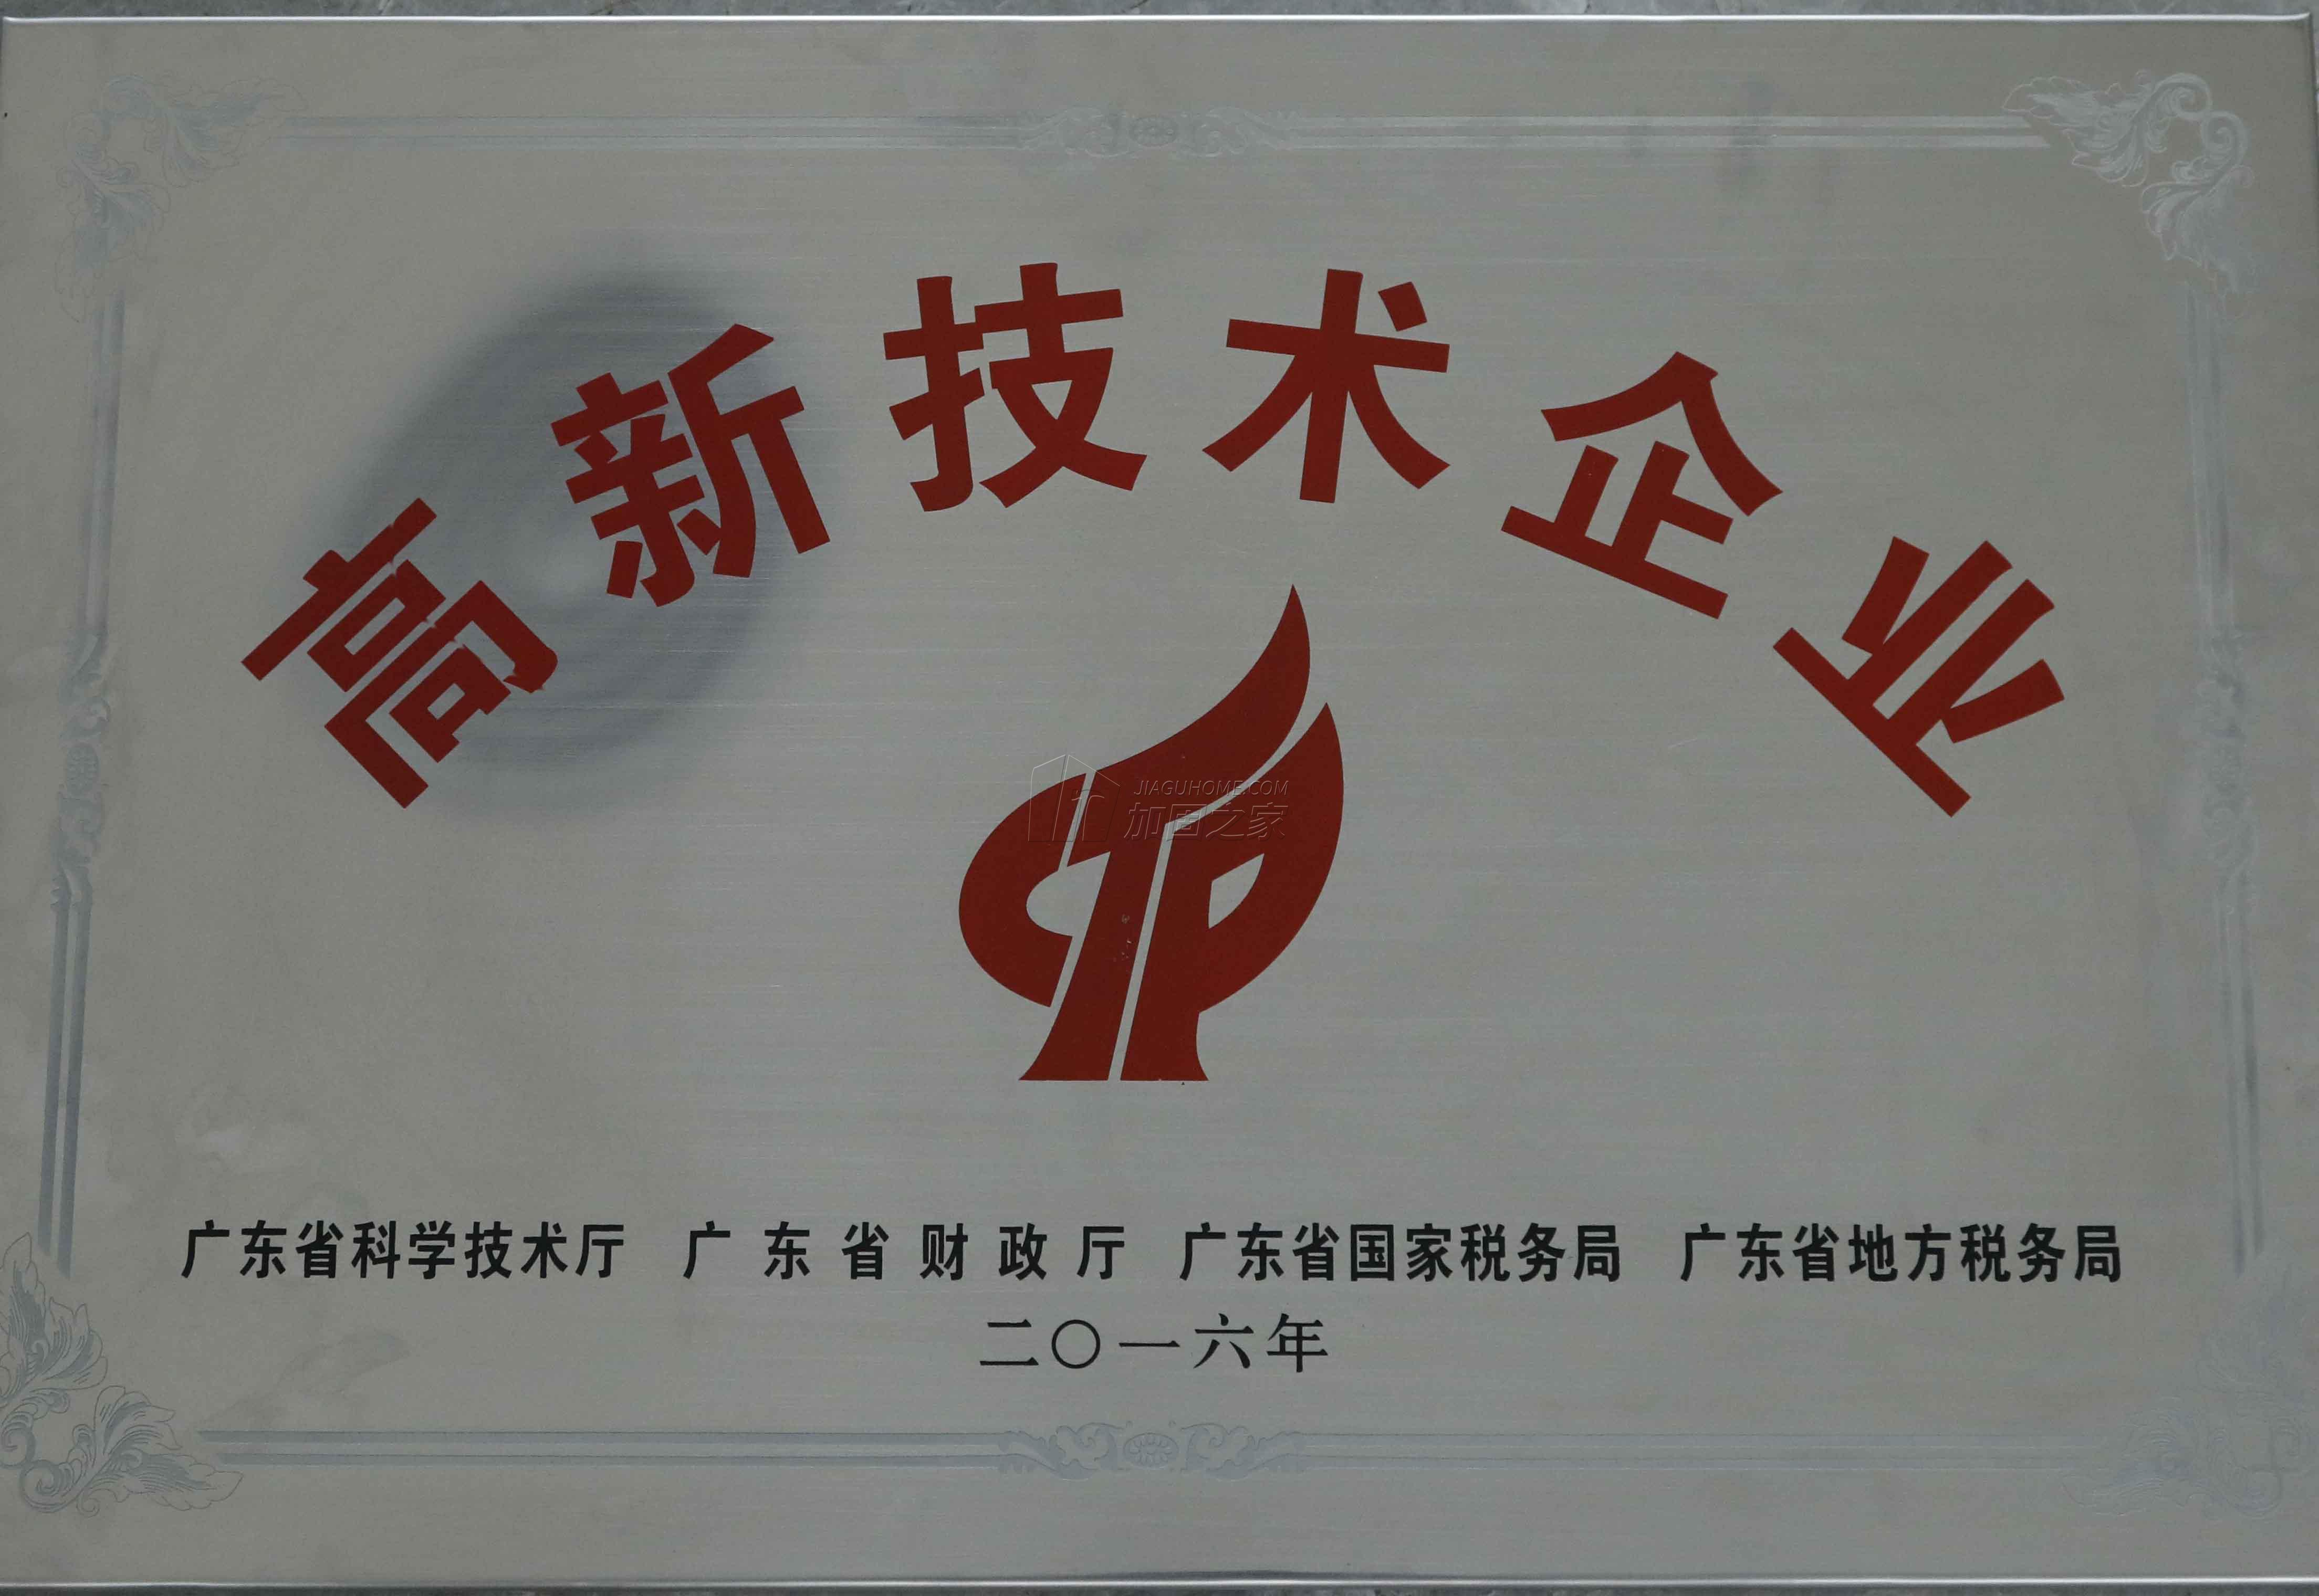 高新技术企业
JIAGUHOME.COM
加固之家
广东省科学技术厅 广东省财政厅 广东省国家税务局 广东省地方税务局
二〇一六年